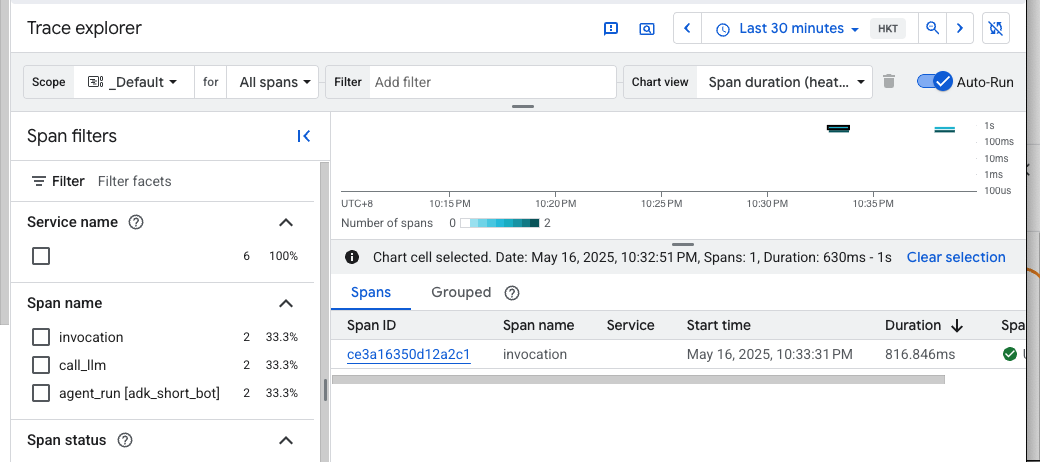 Trace explorer
Last 30 minutes HKT
Scope _Default for All spans Filter Add filter Chart view Span duration (heat... Auto-Run
Span filters
Filter Filter facets
Service name
6 100%
Span name
invocation 2 33.3%
call_llm 2 33.3%
agent_run [adk_short_bot] 2 33.3%
Span status
1s
100ms
10ms
1ms
100us
UTC+8 10:15 PM 10:20 PM 10:25 PM 10:30 PM 10:35 PM
Number of spans 0 2
Chart cell selected. Date: May 16, 2025, 10:32:51 PM, Spans: 1, Duration: 630ms - 1s Clear selection
Spans Grouped
Span ID Span name Service Start time Duration Spa
ce3a16350d12a2c1 invocation May 16, 2025, 10:33:31 PM 816.846ms